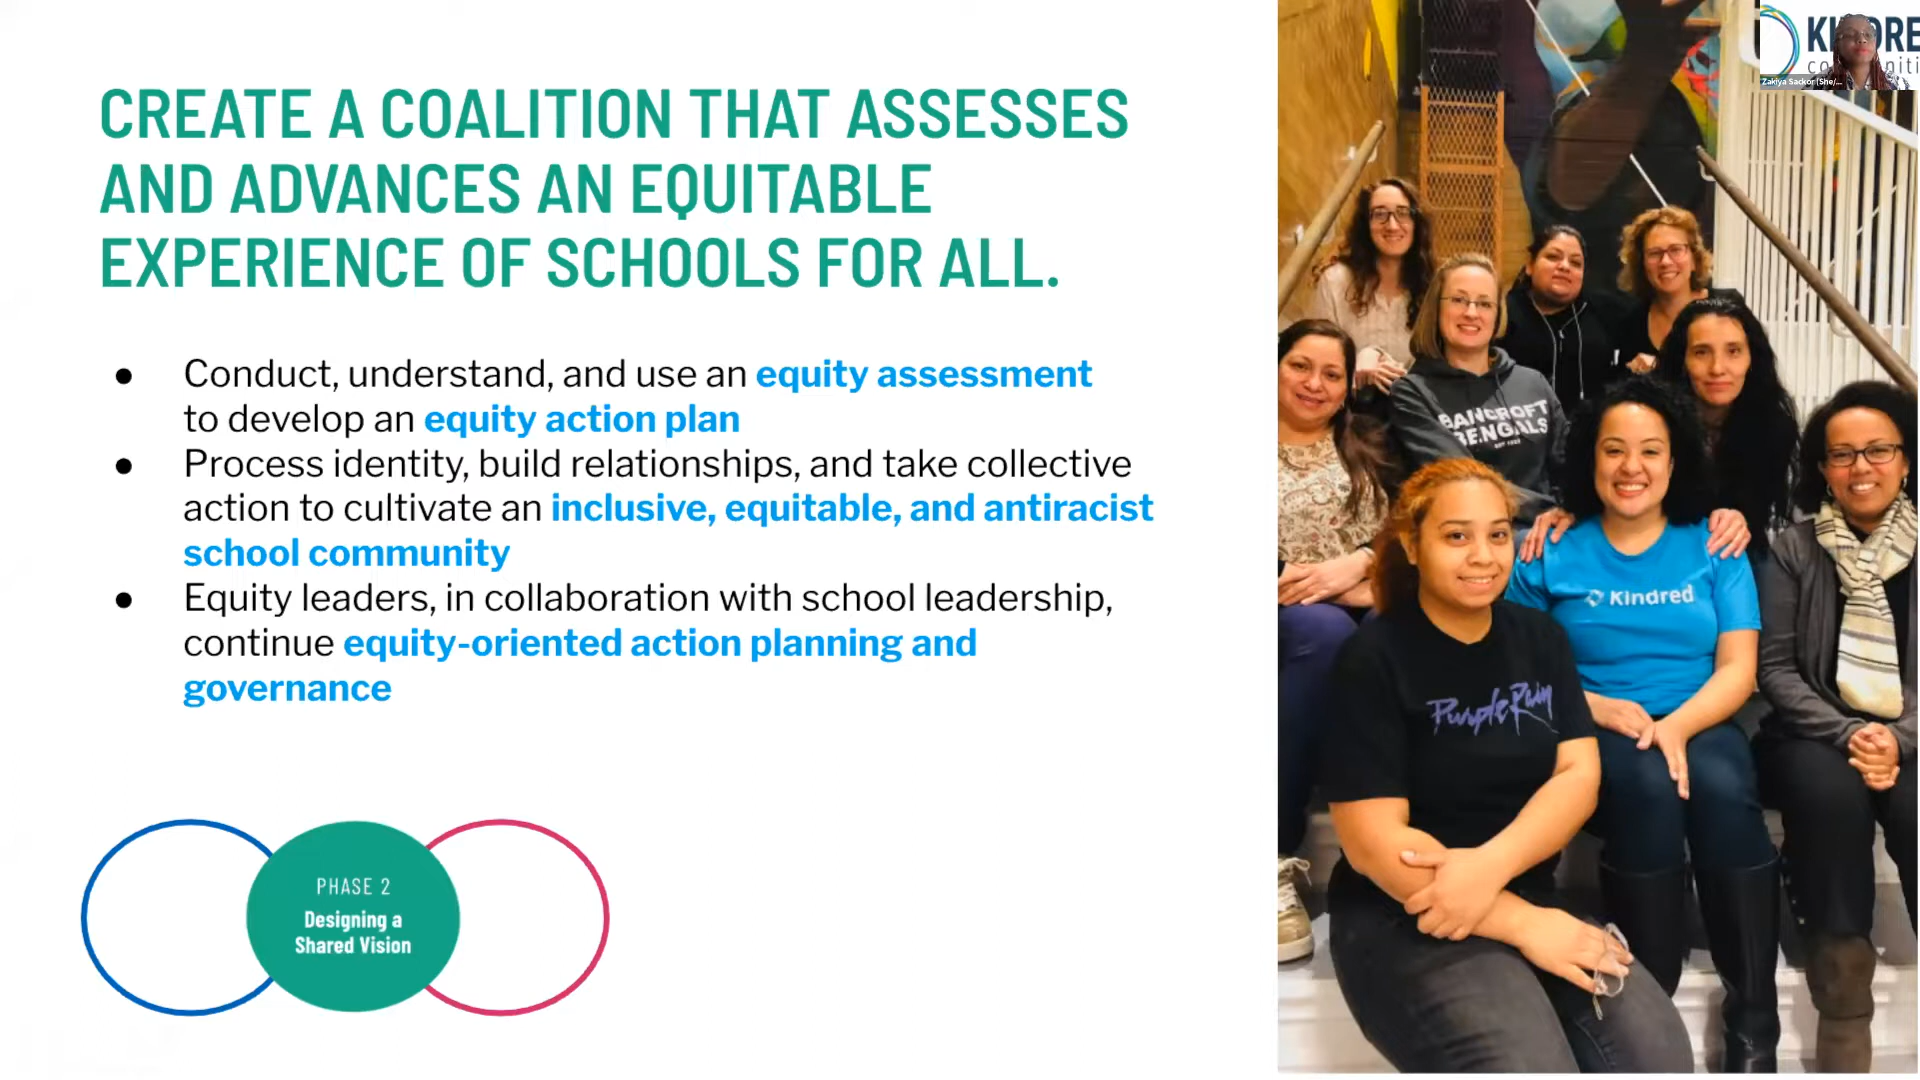 CREATE A COALITION THAT ASSESSES
AND ADVANCES AN EQUITABLE
EXPERIENCE OF SCHOOLS FOR ALL.
● Conduct, understand, and use an equity assessment
to develop an equity action plan
● Process identity, build relationships, and take collective
action to cultivate an inclusive, equitable, and antiracist
school community
● Equity leaders, in collaboration with school leadership,
continue equity-oriented action planning and
governance
PHASE 2
Designing a
Shared Vision
Zakiya Sackor (She/...
BANCROFT
BENGALS
Kindred
Purple Rain